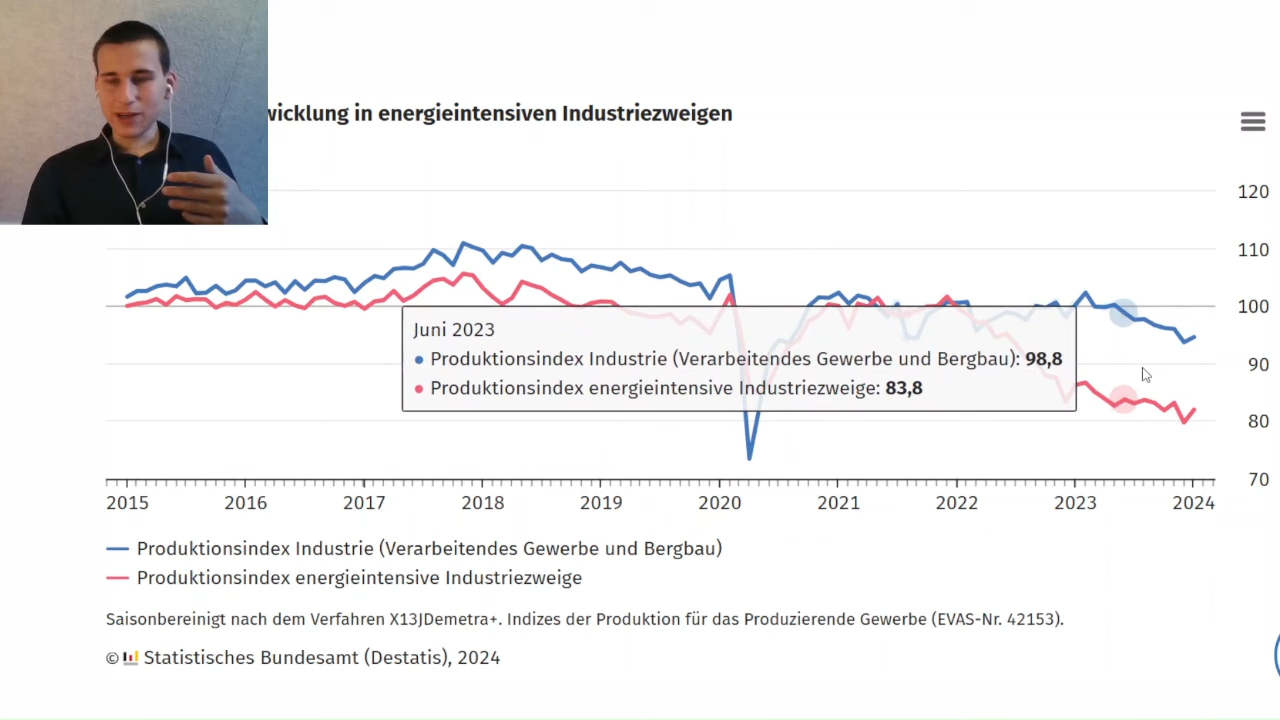 wicklung in energieintensiven Industriezweigen
120
110
100
90
80
70
Juni 2023
Produktionsindex Industrie (Verarbeitendes Gewerbe und Bergbau): 98,8
Produktionsindex energieintensive Industriezweige: 83,8
2015 2016 2017 2018 2019 2020 2021 2022 2023 2024
Produktionsindex Industrie (Verarbeitendes Gewerbe und Bergbau)
Produktionsindex energieintensive Industriezweige
Saisonbereinigt nach dem Verfahren X13JDemetra+. Indizes der Produktion für das Produzierende Gewerbe (EVAS-Nr. 42153).
© Statistisches Bundesamt (Destatis), 2024